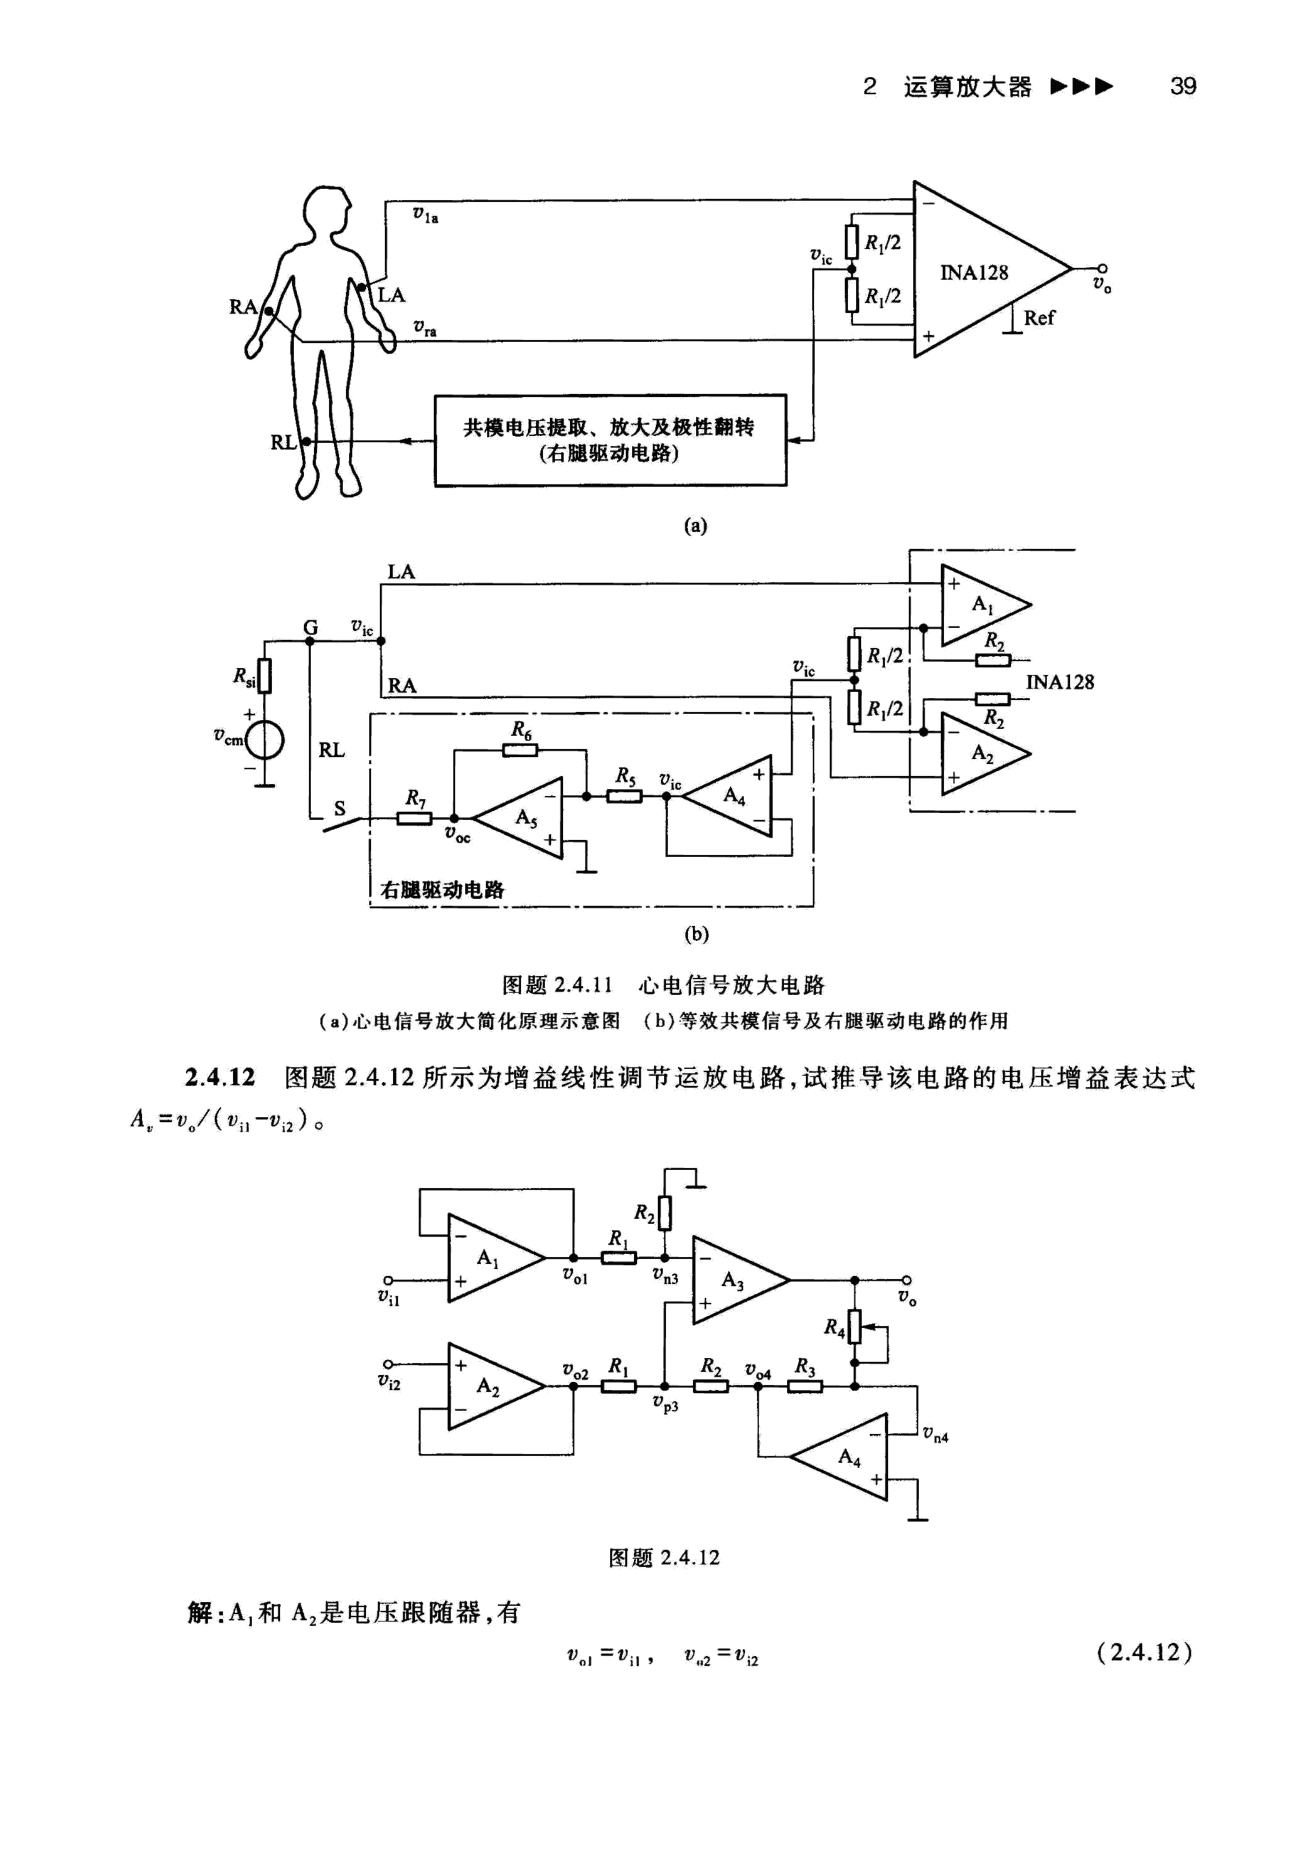 2 运算放大器 ▶▶▶ 39
v1a
R1/2
vic
INA128
vo
R1/2
LA
RA
Ref
vra
共模电压提取、放大及极性翻转
(右腿驱动电路)
RL
(a)
LA
A1
G
vic
R2
Rsi
R1/2
vic
INA128
RA
R1/2
R2
vcm
RL
R6
A2
R5
vic
A4
S
R7
A5
voc
右腿驱动电路
(b)
图题 2.4.11 心电信号放大电路
(a)心电信号放大简化原理示意图 (b)等效共模信号及右腿驱动电路的作用
2.4.12 图题 2.4.12 所示为增益线性调节运放电路,试推导该电路的电压增益表达式
Av=vo/(vi1-vi2)。
R2
R1
A1
vo1
vn3
A3
vi1
vo
R4
vi2
A2
vo2
R1
R2
vo4
R3
vp3
vn4
A4
图题 2.4.12
解:A1和 A2是电压跟随器,有
vo1=vi1, vo2=vi2 (2.4.12)